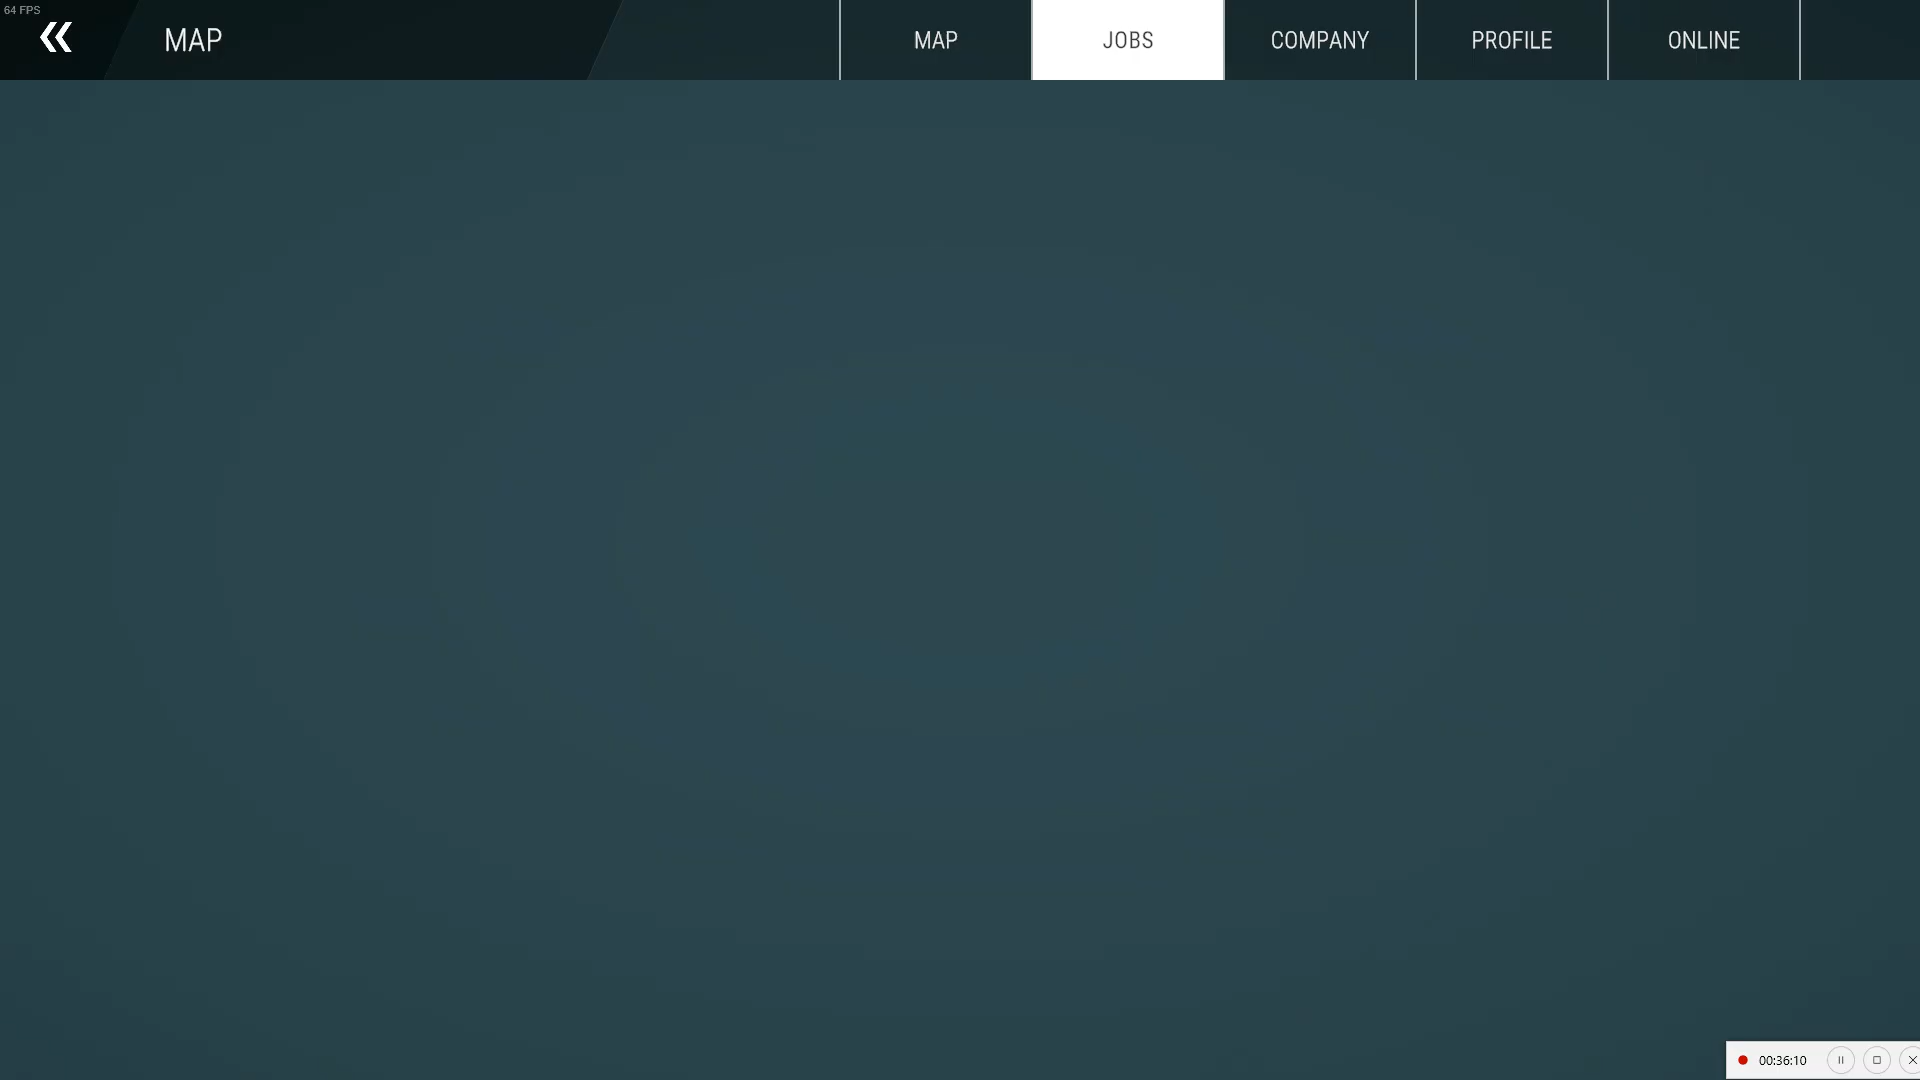 64 FPS
MAP
MAP
JOBS
COMPANY
PROFILE
ONLINE
00:36:10